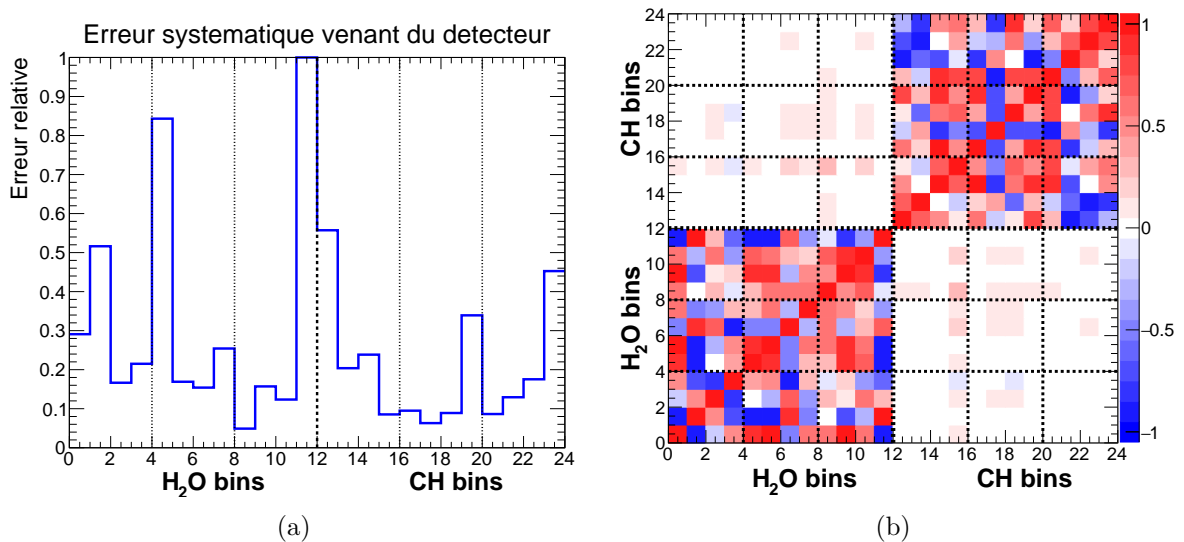 Erreur systematique venant du detecteur
Erreur relative
1
0.9
0.8
0.7
0.6
0.5
0.4
0.3
0.2
0.1
0
0 2 4 6 8 10 12 14 16 18 20 22 24
H₂O bins CH bins
(a)
CH bins
H₂O bins
24
22
20
18
16
14
12
10
8
6
4
2
0
0 2 4 6 8 10 12 14 16 18 20 22 24
H₂O bins CH bins
1
0.5
0
−0.5
−1
(b)